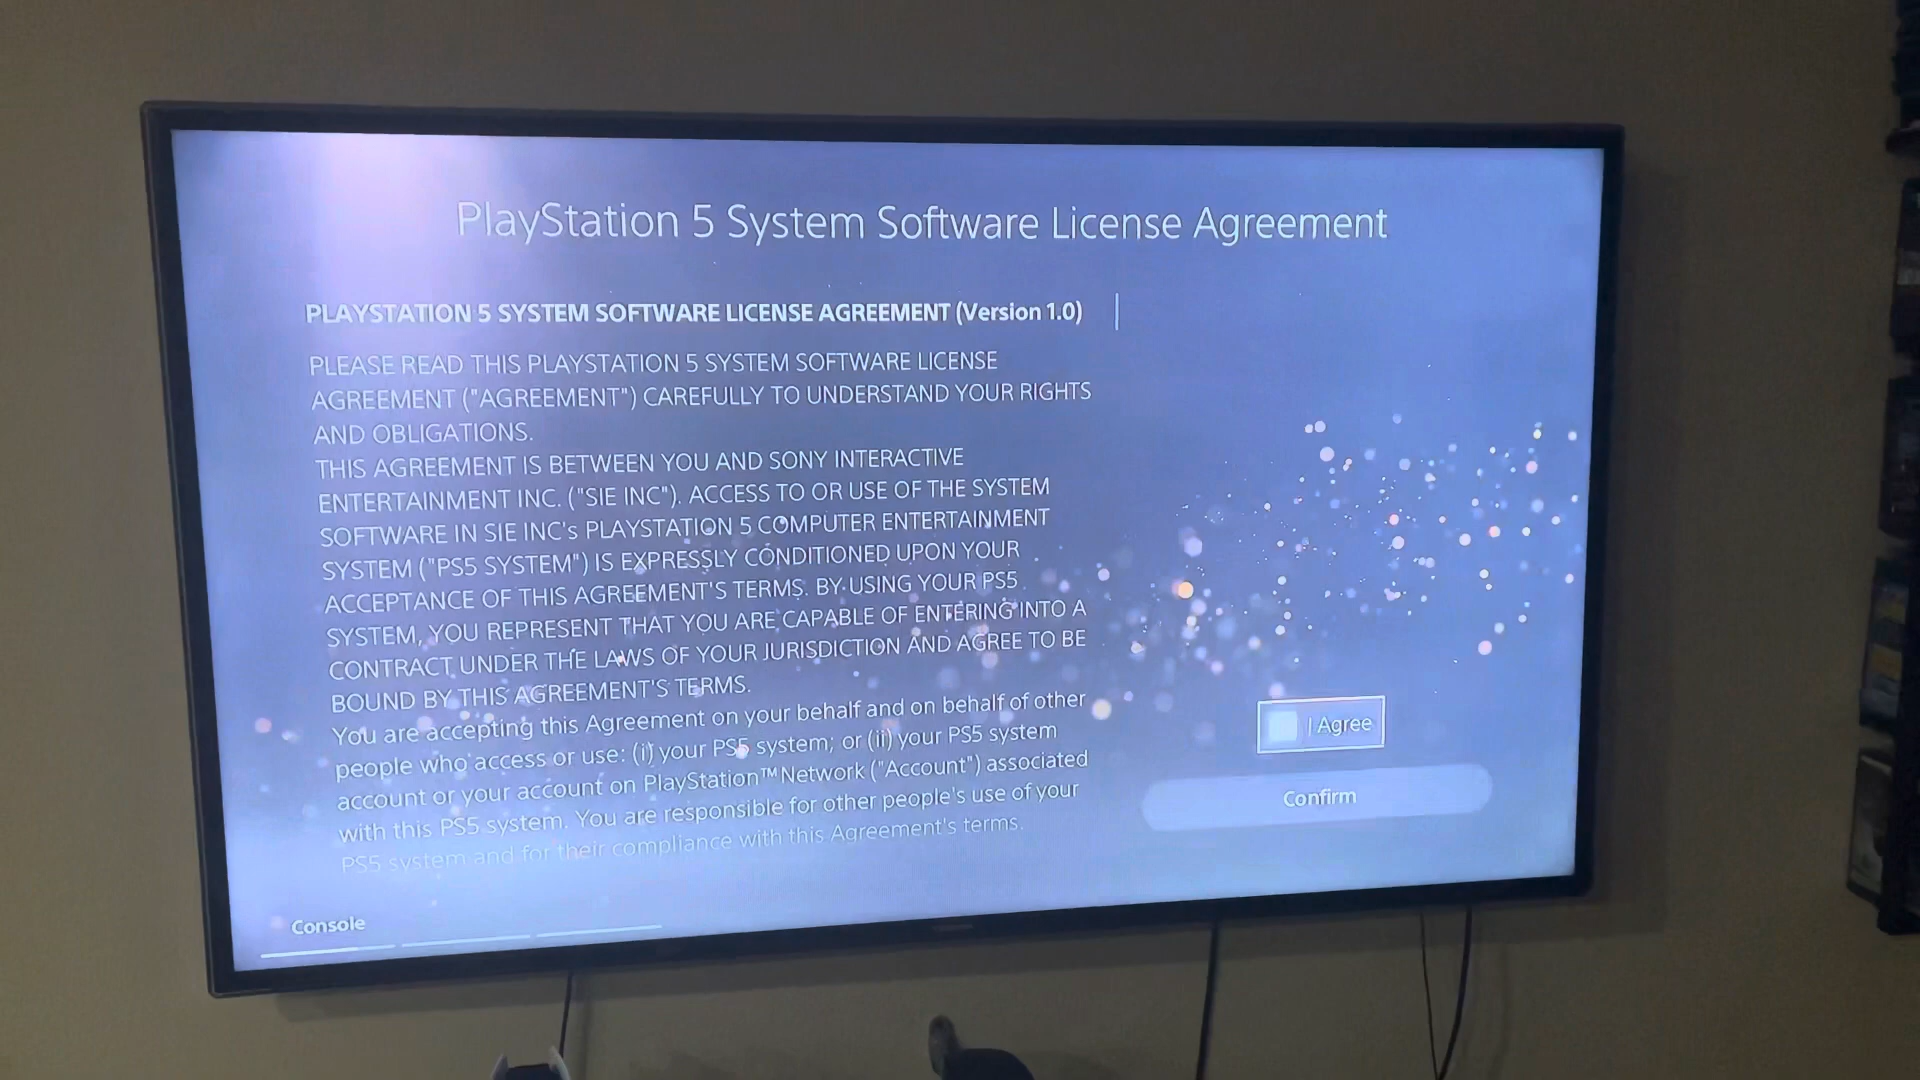 PlayStation 5 System Software License Agreement
PLAYSTATION 5 SYSTEM SOFTWARE LICENSE AGREEMENT (Version 1.0)
PLEASE READ THIS PLAYSTATION 5 SYSTEM SOFTWARE LICENSE
AGREEMENT ("AGREEMENT") CAREFULLY TO UNDERSTAND YOUR RIGHTS
AND OBLIGATIONS.
THIS AGREEMENT IS BETWEEN YOU AND SONY INTERACTIVE
ENTERTAINMENT INC. ("SIE INC"). ACCESS TO OR USE OF THE SYSTEM
SOFTWARE IN SIE INC's PLAYSTATION 5 COMPUTER ENTERTAINMENT
SYSTEM ("PS5 SYSTEM") IS EXPRESSLY CONDITIONED UPON YOUR
ACCEPTANCE OF THIS AGREEMENT'S TERMS. BY USING YOUR PS5
SYSTEM, YOU REPRESENT THAT YOU ARE CAPABLE OF ENTERING INTO A
CONTRACT UNDER THE LAWS OF YOUR JURISDICTION AND AGREE TO BE
BOUND BY THIS AGREEMENT'S TERMS.
You are accepting this Agreement on your behalf and on behalf of other
people who access or use: (i) your PS5 system; or (ii) your PS5 system
account or your account on PlayStation™Network ("Account") associated
with this PS5 system. You are responsible for other people's use of your
PS5 system and for their compliance with this Agreement's terms.
I Agree
Confirm
Console